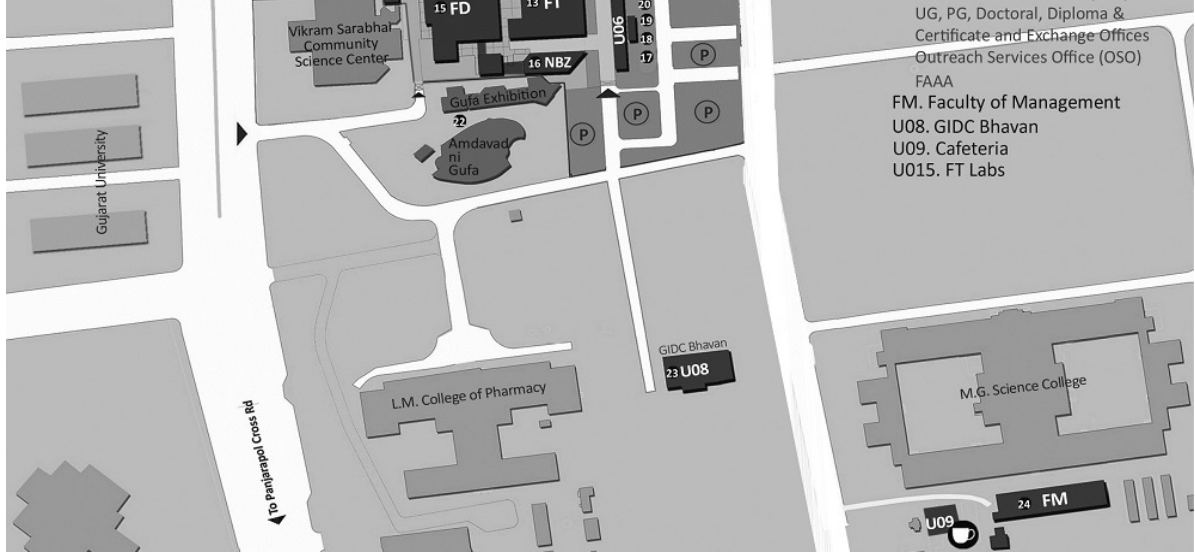 15 FD
13 FT
U06
20
19
18
17
16 NBZ
P
P
P
P
Vikram Sarabhai
Community
Science Center
Gufa Exhibition
22
Amdavad
ni
Gufa
Gujarat University
UG, PG, Doctoral, Diploma &
Certificate and Exchange Offices
Outreach Services Office (OSO)
FAAA
FM. Faculty of Management
U08. GIDC Bhavan
U09. Cafeteria
U015. FT Labs
GIDC Bhavan
23 U08
L.M. College of Pharmacy
M.G. Science College
To Panjarapol Cross Rd
24 FM
U09